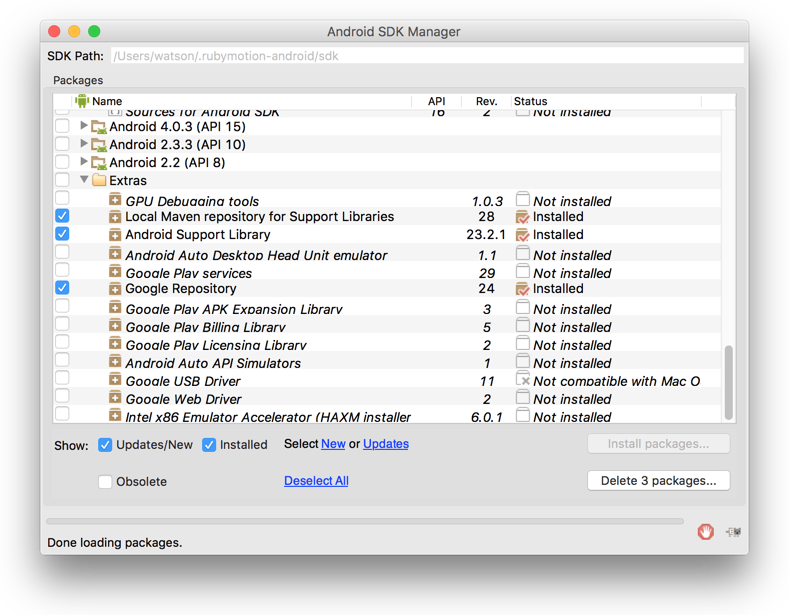 Android SDK Manager
SDK Path: /Users/watson/.rubymotion-android/sdk
Packages
Name API Rev. Status
Sources for Android SDK 16 2 Not installed
Android 4.0.3 (API 15)
Android 2.3.3 (API 10)
Android 2.2 (API 8)
Extras
GPU Debugging tools 1.0.3 Not installed
Local Maven repository for Support Libraries 28 Installed
Android Support Library 23.2.1 Installed
Android Auto Desktop Head Unit emulator 1.1 Not installed
Google Play services 29 Not installed
Google Repository 24 Installed
Google Play APK Expansion Library 3 Not installed
Google Play Billing Library 5 Not installed
Google Play Licensing Library 2 Not installed
Android Auto API Simulators 1 Not installed
Google USB Driver 11 Not compatible with Mac O
Google Web Driver 2 Not installed
Intel x86 Emulator Accelerator (HAXM installer 6.0.1 Not installed
Show: Updates/New Installed Select New or Updates Install packages...
Obsolete Deselect All Delete 3 packages...
Done loading packages.